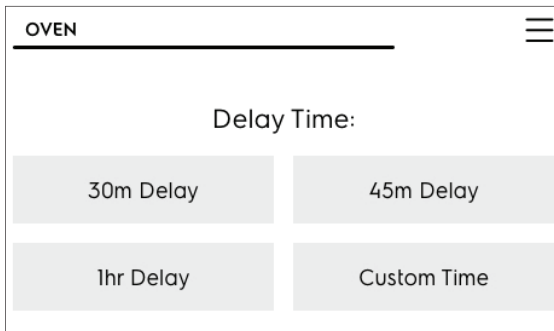 OVEN
Delay Time:
30m Delay
45m Delay
1hr Delay
Custom Time